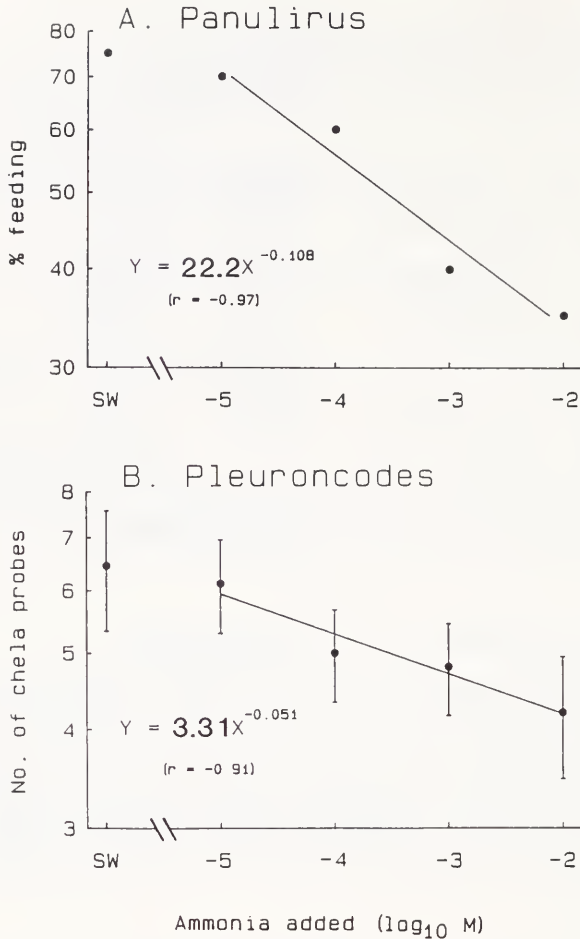 A. Panulirus
80
70
60
50
40
30
% feeding
Y = 22.2X^-0.108
(r = -0.97)
SW -5 -4 -3 -2
B. Pleuroncodes
8
7
6
5
4
3
No. of chela probes
Y = 3.31X^-0.051
(r = -0 91)
SW -5 -4 -3 -2
Ammonia added (log10 M)